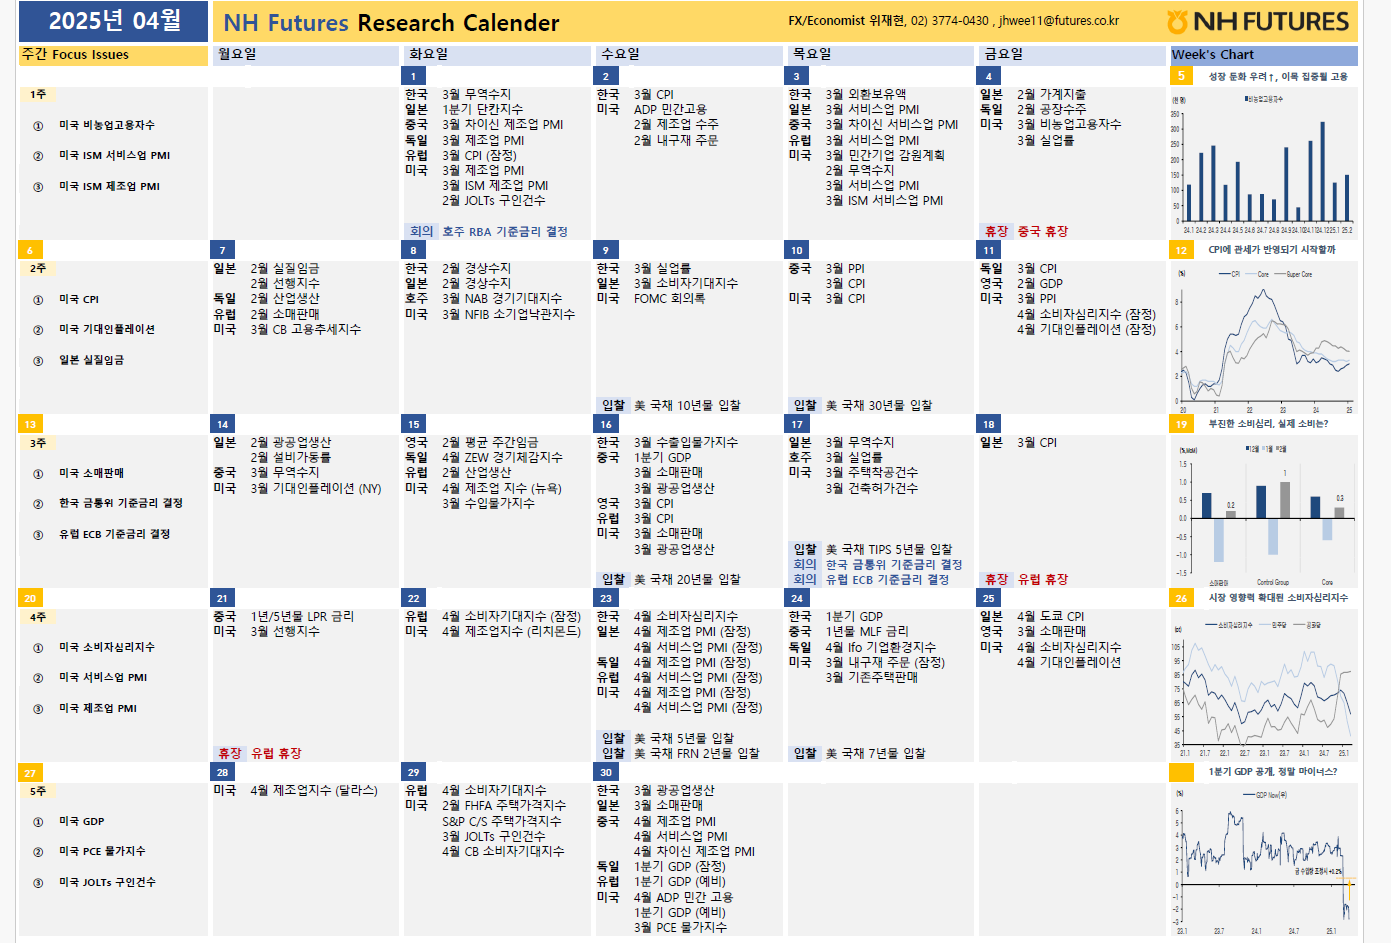 2025년 04월
NH Futures Research Calender
FX/Economist 위재현, 02) 3774-0430 , jhwee11@futures.co.kr
NH FUTURES
주간 Focus Issues
월요일
화요일
수요일
목요일
금요일
Week's Chart
1주
① 미국 비농업고용자수
② 미국 ISM 서비스업 PMI
③ 미국 ISM 제조업 PMI
1
한국 3월 무역수지
일본 1분기 단칸지수
중국 3월 차이신 제조업 PMI
독일 3월 제조업 PMI
유럽 3월 CPI (잠정)
미국 3월 제조업 PMI
3월 ISM 제조업 PMI
2월 JOLTs 구인건수
회의 호주 RBA 기준금리 결정
2
한국 3월 CPI
미국 ADP 민간고용
2월 제조업 수주
2월 내구재 주문
3
한국 3월 외환보유액
일본 3월 서비스업 PMI
중국 3월 차이신 서비스업 PMI
유럽 3월 서비스업 PMI
미국 3월 민간기업 감원계획
2월 무역수지
3월 서비스업 PMI
3월 ISM 서비스업 PMI
4
일본 2월 가계지출
독일 2월 공장수주
미국 3월 비농업고용자수
3월 실업률
휴장 중국 휴장
5
성장 둔화 우려↑, 이목 집중될 고용
(천 명)
비농업고용자수
350
300
250
200
150
100
50
0
24.1 24.2 24.3 24.4 24.5 24.6 24.7 24.8 24.9 24.10 24.11 24.12 25.1 25.2
6
2주
① 미국 CPI
② 미국 기대인플레이션
③ 일본 실질임금
7
일본 2월 실질임금
2월 선행지수
독일 2월 산업생산
유럽 2월 소매판매
미국 3월 CB 고용추세지수
8
한국 2월 경상수지
일본 2월 경상수지
호주 3월 NAB 경기기대지수
미국 3월 NFIB 소기업낙관지수
9
한국 3월 실업률
일본 3월 소비자기대지수
미국 FOMC 회의록
입찰 美 국채 10년물 입찰
10
중국 3월 PPI
3월 CPI
미국 3월 CPI
입찰 美 국채 30년물 입찰
11
독일 3월 CPI
영국 2월 GDP
미국 3월 PPI
4월 소비자심리지수 (잠정)
4월 기대인플레이션 (잠정)
12
CPI에 관세가 반영되기 시작할까
(%)
CPI Core Super Core
8
6
4
2
0
20 21 22 23 24 25
13
3주
① 미국 소매판매
② 한국 금통위 기준금리 결정
③ 유럽 ECB 기준금리 결정
14
일본 2월 광공업생산
2월 설비가동률
중국 3월 무역수지
미국 3월 기대인플레이션 (NY)
15
영국 2월 평균 주간임금
독일 4월 ZEW 경기체감지수
유럽 2월 산업생산
미국 4월 제조업 지수 (뉴욕)
3월 수입물가지수
16
한국 3월 수출입물가지수
중국 1분기 GDP
3월 소매판매
3월 광공업생산
영국 3월 CPI
유럽 3월 CPI
미국 3월 소매판매
3월 광공업생산
입찰 美 국채 20년물 입찰
17
일본 3월 무역수지
호주 3월 실업률
미국 3월 주택착공건수
3월 건축허가건수
입찰 美 국채 TIPS 5년물 입찰
회의 한국 금통위 기준금리 결정
회의 유럽 ECB 기준금리 결정
18
일본 3월 CPI
휴장 유럽 휴장
19
부진한 소비심리, 실제 소비는?
(%,MoM)
12월 1월 2월
1.5
1.0
0.5
0.0
-0.5
-1.0
-1.5
0.2
1
0.3
소매판매 Control Group Core
20
4주
① 미국 소비자심리지수
② 미국 서비스업 PMI
③ 미국 제조업 PMI
21
중국 1년/5년물 LPR 금리
미국 3월 선행지수
휴장 유럽 휴장
22
유럽 4월 소비자기대지수 (잠정)
미국 4월 제조업지수 (리치몬드)
23
한국 4월 소비자심리지수
일본 4월 제조업 PMI (잠정)
4월 서비스업 PMI (잠정)
독일 4월 제조업 PMI (잠정)
유럽 4월 서비스업 PMI (잠정)
미국 4월 제조업 PMI (잠정)
4월 서비스업 PMI (잠정)
입찰 美 국채 5년물 입찰
입찰 美 국채 FRN 2년물 입찰
24
한국 1분기 GDP
중국 1년물 MLF 금리
독일 4월 Ifo 기업환경지수
미국 3월 내구재 주문 (잠정)
3월 기존주택판매
입찰 美 국채 7년물 입찰
25
일본 4월 도쿄 CPI
영국 3월 소매판매
미국 4월 소비자심리지수
4월 기대인플레이션
26
시장 영향력 확대된 소비자심리지수
(pt)
소비자심리지수 민주당 공화당
105
95
85
75
65
55
45
35
21.1 21.7 22.1 22.7 23.1 23.7 24.1 24.7 25.1
27
5주
① 미국 GDP
② 미국 PCE 물가지수
③ 미국 JOLTs 구인건수
28
미국 4월 제조업지수 (달라스)
29
유럽 4월 소비자기대지수
미국 2월 FHFA 주택가격지수
S&P C/S 주택가격지수
3월 JOLTs 구인건수
4월 CB 소비자기대지수
30
한국 3월 광공업생산
일본 3월 소매판매
중국 4월 제조업 PMI
4월 서비스업 PMI
4월 차이신 제조업 PMI
독일 1분기 GDP (잠정)
유럽 1분기 GDP (예비)
미국 4월 ADP 민간 고용
1분기 GDP (예비)
3월 PCE 물가지수
1분기 GDP 공개, 정말 마이너스?
(%)
GDP Now(우)
6
5
4
3
2
1
0
-1
-2
-3
금 수입량 조정시 +0.2%
23.1 23.7 24.1 24.7 25.1